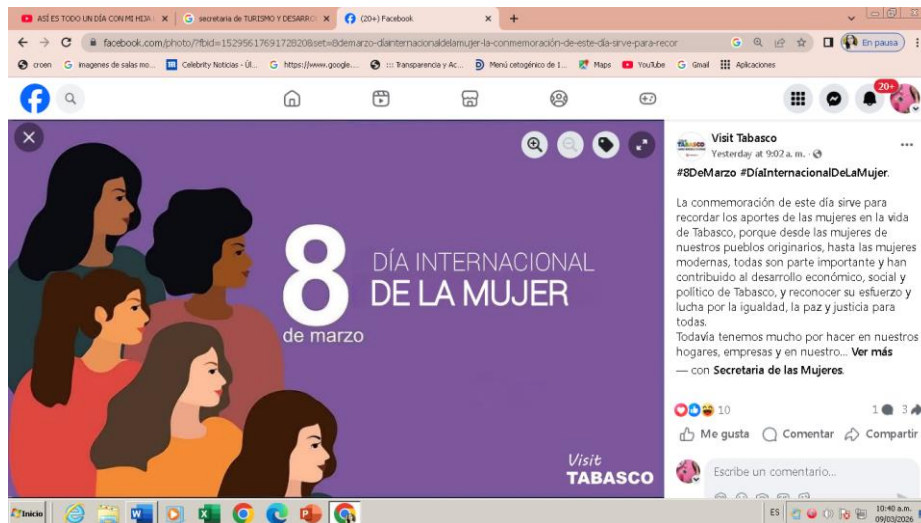 ASÍ ES TODO UN DÍA CON MI HIJA
secretaria de TURISMO Y DESARRO
(20+) Facebook
facebook.com/photo/?fbid=1529561769172820&set=8demarzo-díainternacionaldelamujer-la-conmemoración-de-este-día-sirve-para-recor
En pausa
croen
imagenes de salas mo...
Celebrity Noticias - Úl...
https://www.google....
::: Transparencia y Ac...
Menú cetogénico de 1...
Maps
YouTube
Gmail
Aplicaciones
20+
8
de marzo
DÍA INTERNACIONAL
DE LA MUJER
Visit
TABASCO
TABASCO
Visit Tabasco
Yesterday at 9:02 a. m. ·
#8DeMarzo #DíaInternacionalDeLaMujer.
La conmemoración de este día sirve para
recordar los aportes de las mujeres en la vida
de Tabasco, porque desde las mujeres de
nuestros pueblos originarios, hasta las mujeres
modernas, todas son parte importante y han
contribuido al desarrollo económico, social y
político de Tabasco, y reconocer su esfuerzo y
lucha por la igualdad, la paz y justicia para
todas.
Todavía tenemos mucho por hacer en nuestros
hogares, empresas y en nuestro... Ver más
— con Secretaria de las Mujeres.
10
1 3
Me gusta Comentar Compartir
Escribe un comentario...
Inicio
ES
10:40 a.m.
09/03/2026